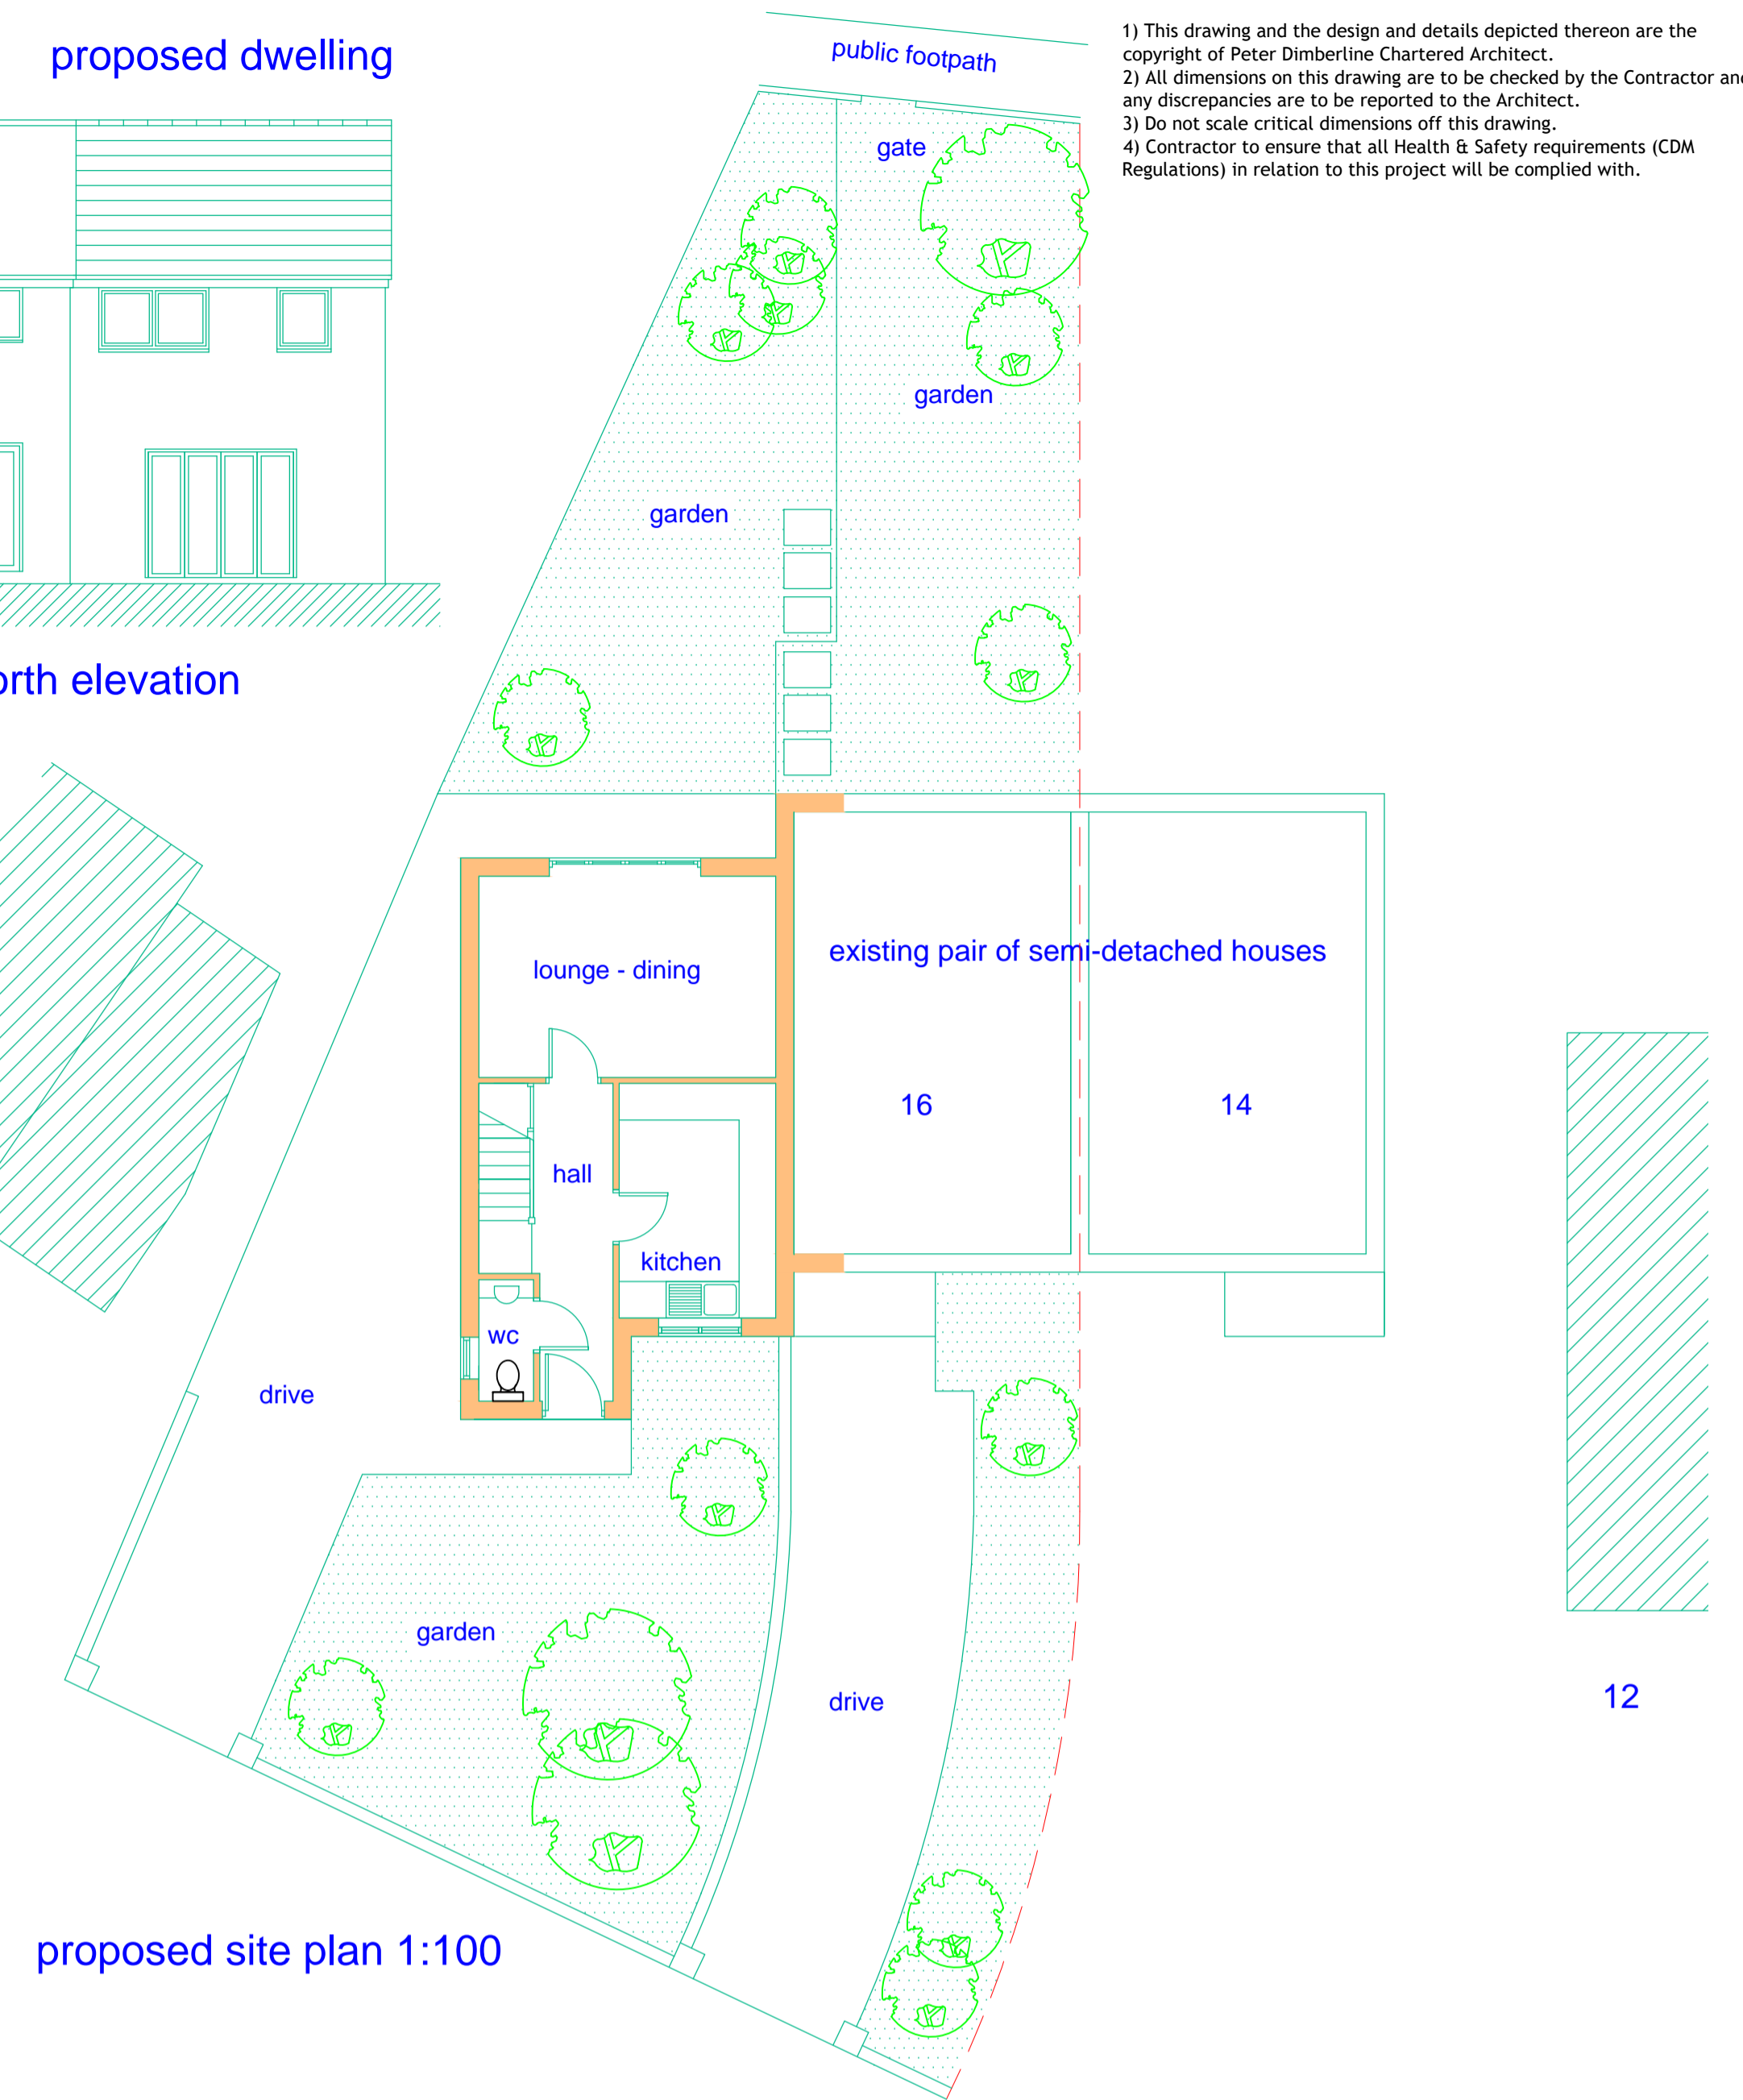 proposed dwelling
public footpath
1) This drawing and the design and details depicted thereon are the
copyright of Peter Dimberline Chartered Architect.
2) All dimensions on this drawing are to be checked by the Contractor and
any discrepancies are to be reported to the Architect.
3) Do not scale critical dimensions off this drawing.
4) Contractor to ensure that all Health & Safety requirements (CDM
Regulations) in relation to this project will be complied with.
gate
garden
garden
orth elevation
existing pair of semi-detached houses
lounge - dining
16
14
hall
kitchen
wc
drive
garden
drive
12
proposed site plan 1:100